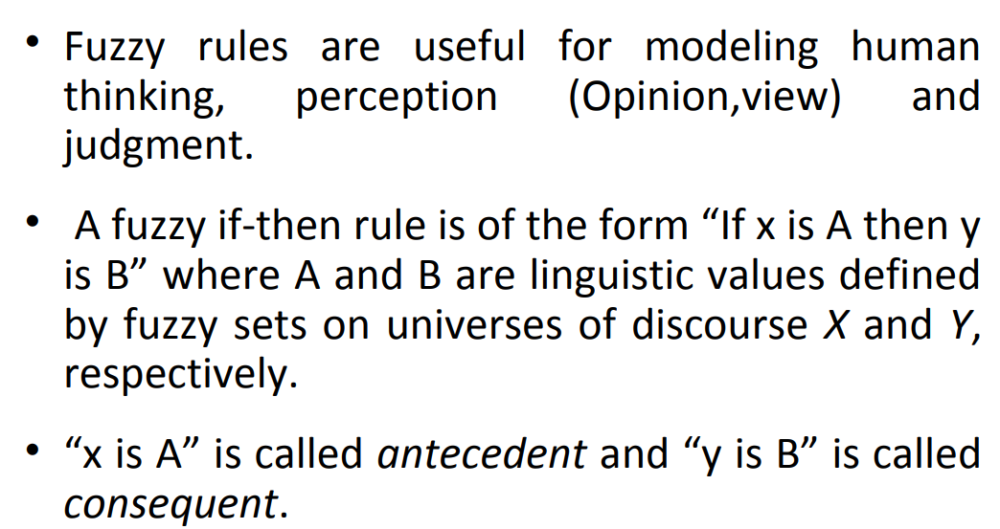 • Fuzzy rules are useful for modeling human
thinking, perception (Opinion,view) and
judgment.
• A fuzzy if-then rule is of the form “If x is A then y
is B” where A and B are linguistic values defined
by fuzzy sets on universes of discourse X and Y,
respectively.
• “x is A” is called antecedent and “y is B” is called
consequent.